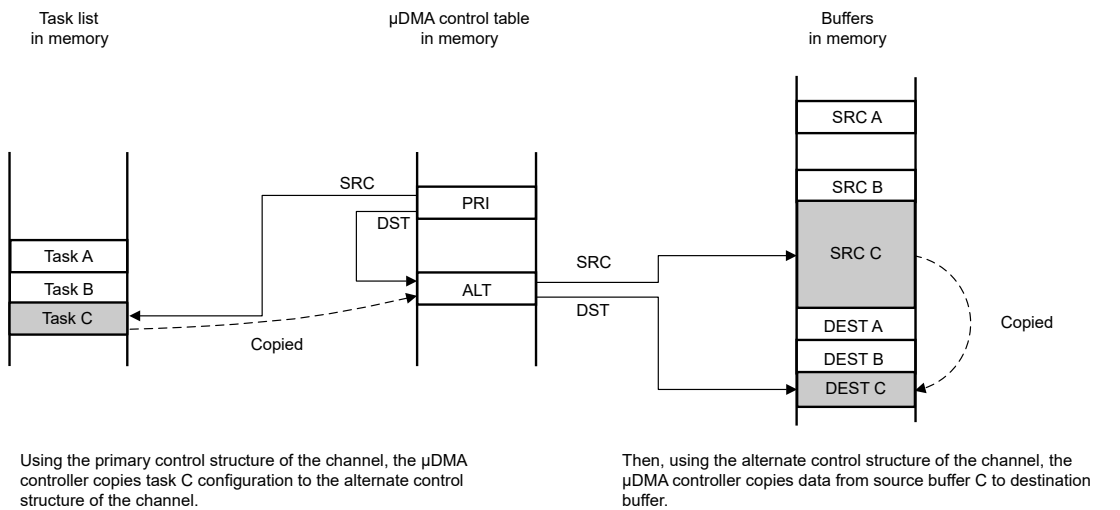 Task list
in memory
µDMA control table
in memory
Buffers
in memory
SRC A
SRC B
SRC
PRI
DST
Task A
SRC C
SRC
Task B
ALT
DST
Task C
Copied
DEST A
Copied
DEST B
DEST C
Using the primary control structure of the channel, the µDMA
controller copies task C configuration to the alternate control
structure of the channel.
Then, using the alternate control structure of the channel, the
µDMA controller copies data from source buffer C to destination
buffer.